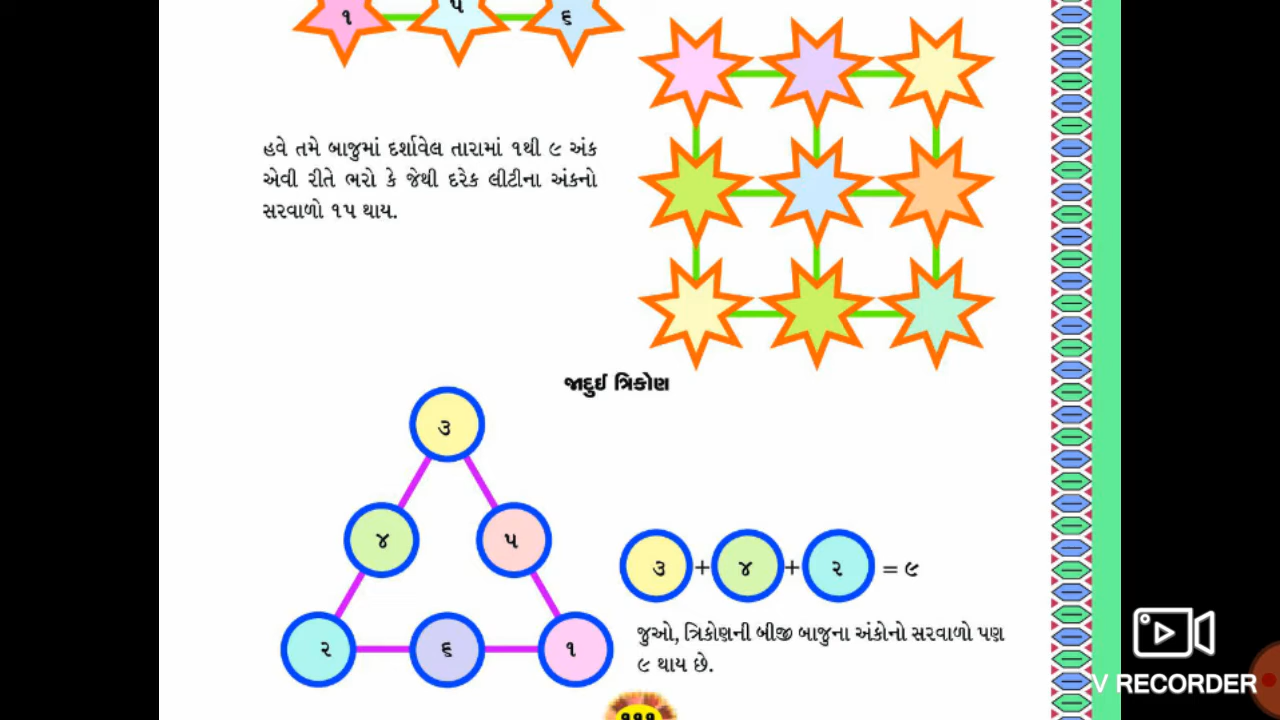 ૧ ૫ ૬
હવે તમે બાજુમાં દર્શાવેલ તારામાં ૧થી ૯ અંક
એવી રીતે ભરો કે જેથી દરેક લીટીના અંકનો
સરવાળો ૧૫ થાય.
જાદુઈ ત્રિકોણ
૩
૪ ૫
૨ ૬ ૧
૩ + ૪ + ૨ = ૯
જુઓ, ત્રિકોણની બીજી બાજુના અંકોનો સરવાળો પણ
૯ થાય છે.
V RECORDER